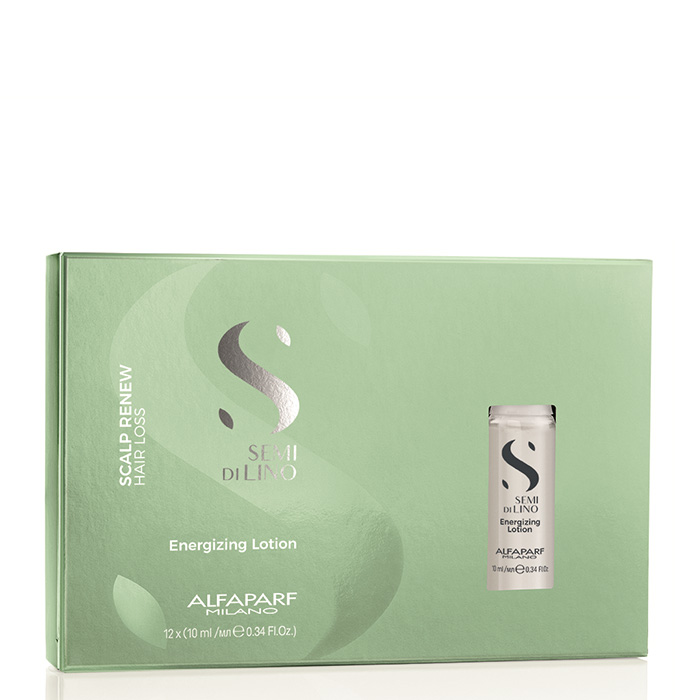 SCALP RENEW
HAIR LOSS
SEMI
DI LINO
Energizing Lotion
ALFAPARF
MILANO
12 x (10 ml /мл ℮ 0.34 Fl.Oz.)
SEMI
DI LINO
Energizing
Lotion
ALFAPARF
MILANO
10 ml /мл ℮ 0.34 Fl.Oz.